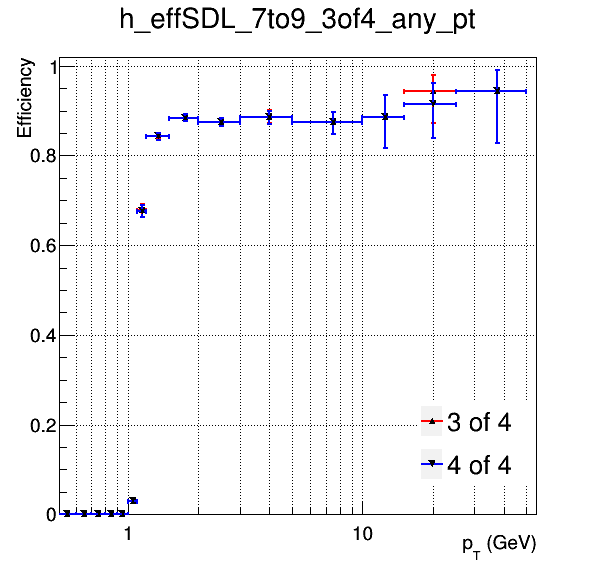 h_effSDL_7to9_3of4_any_pt
Efficiency
1
0.8
0.6
0.4
0.2
0
3 of 4
4 of 4
1
10
p_T (GeV)